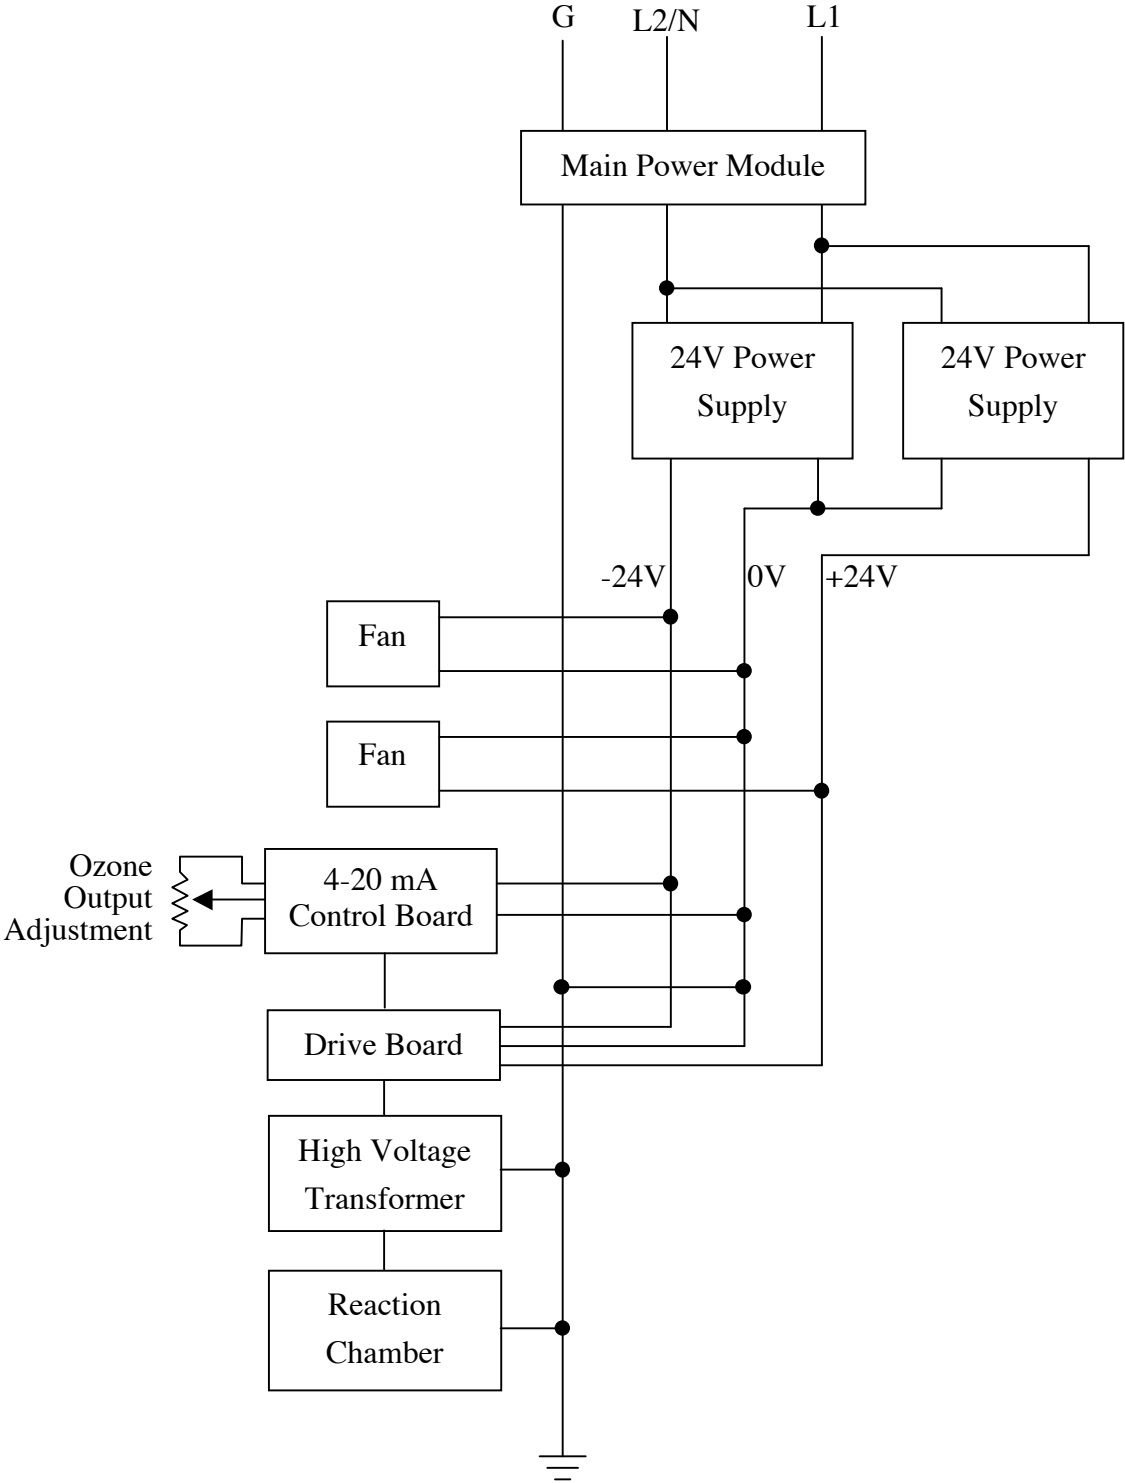 G
L2/N
L1
Main Power Module
24V Power
Supply
24V Power
Supply
-24V
0V
+24V
Fan
Fan
Ozone
Output
Adjustment
4-20 mA
Control Board
Drive Board
High Voltage
Transformer
Reaction
Chamber